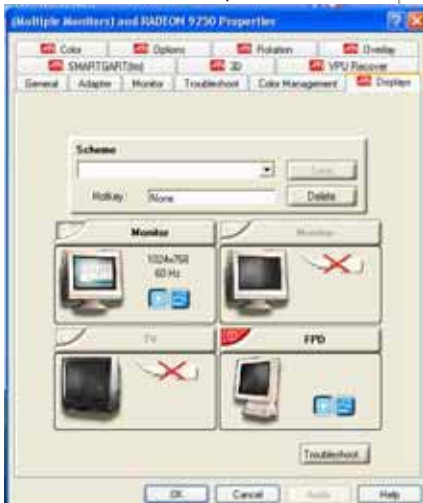 (Multiple Monitors) and RADEON 9250 Properties
Color Options Rotation Overlay
SMARTGART(tm) 3D VPU Recover
General Adapter Monitor Troubleshoot Color Management Displays
Scheme
Save
Hotkey: None Delete
Monitor
Monitor
1024x768
60 Hz
TV
FPD
Troubleshoot...
OK Cancel Apply Help